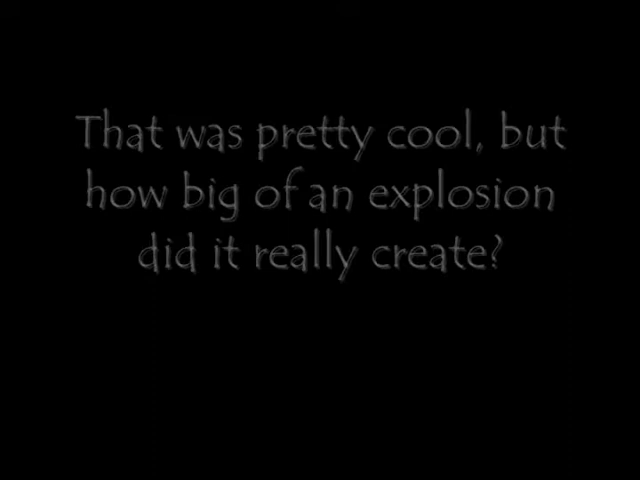 That was pretty cool, but
how big of an explosion
did it really create?